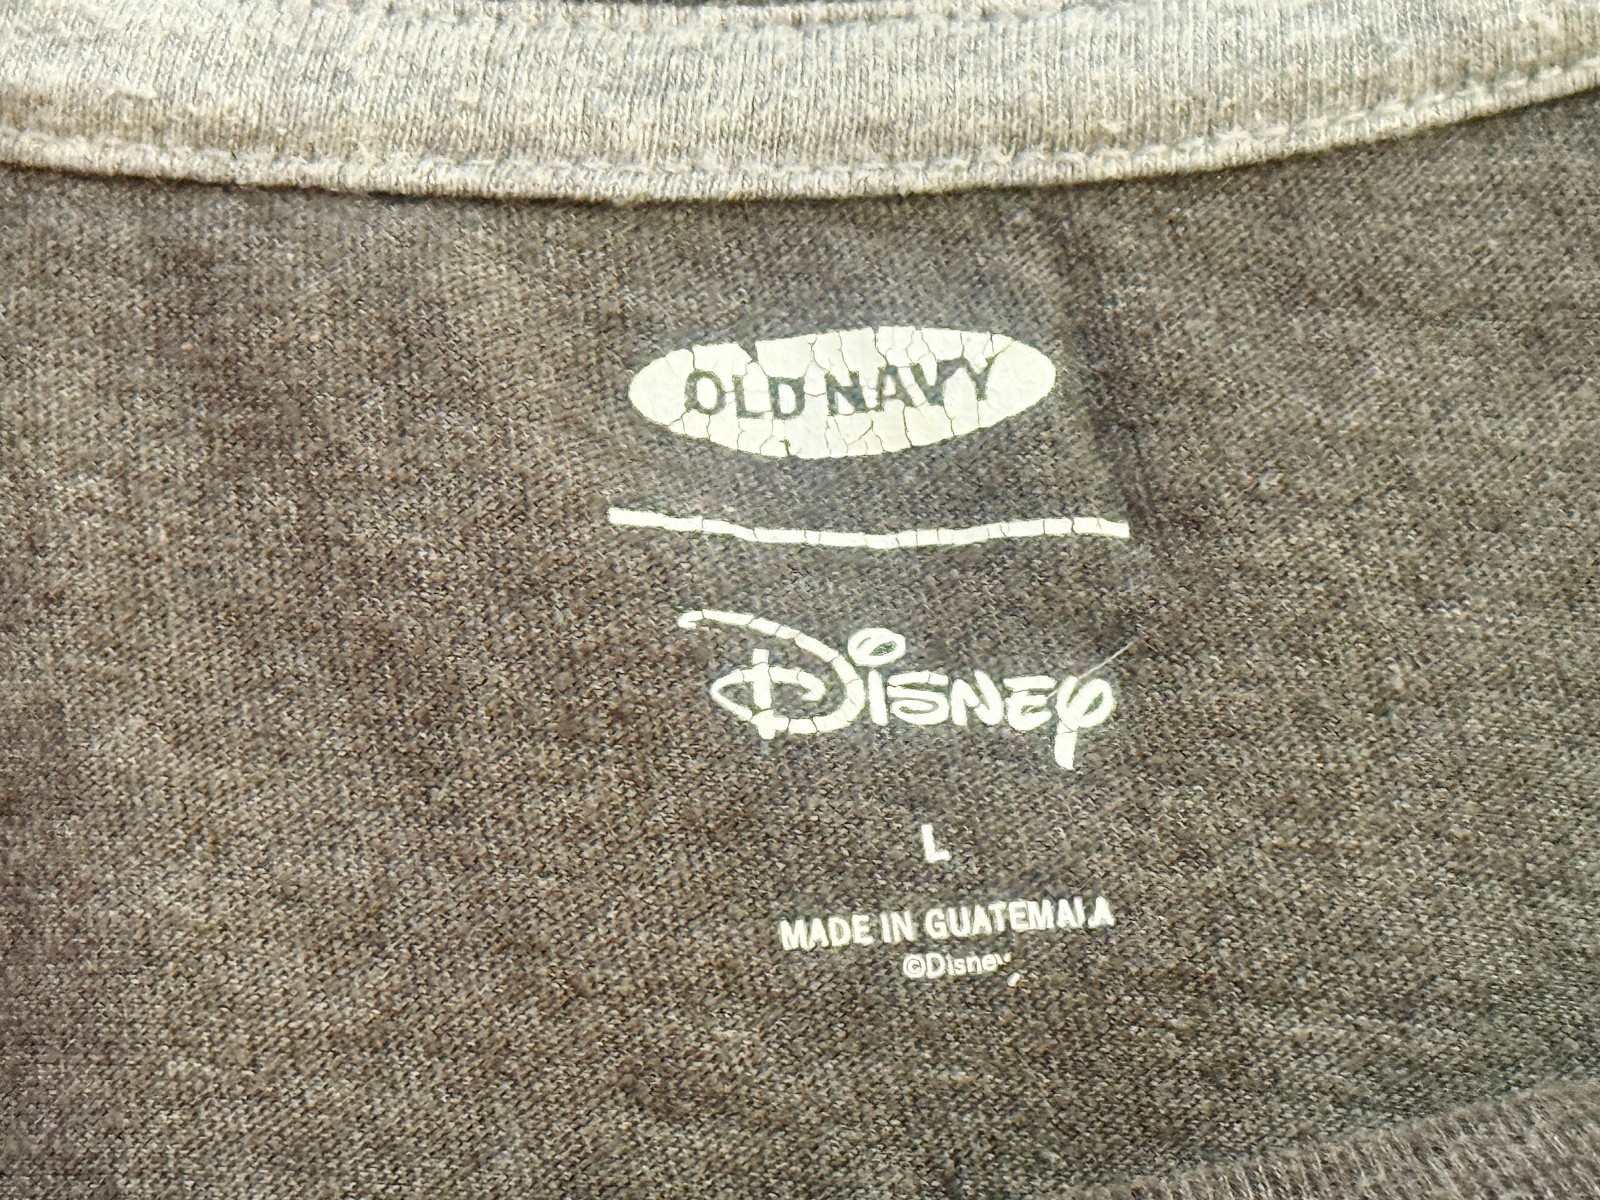 OLD NAVY
Disney
L
MADE IN GUATEMALA
©Disney